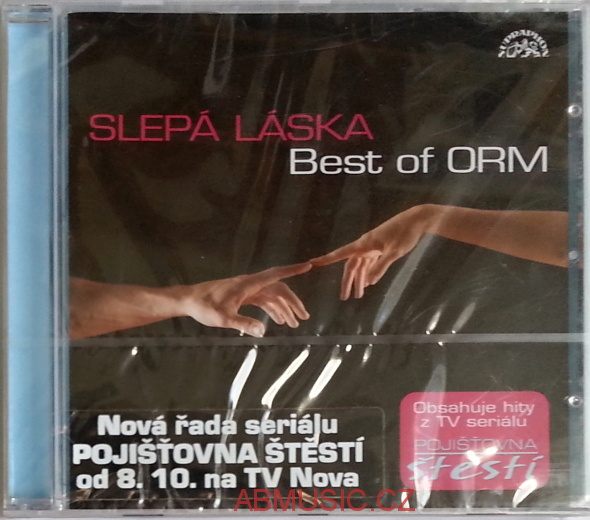 SUPRAPHON
SLEPÁ LÁSKA
Best of ORM
Obsahuje hity
z TV seriálu
POJIŠŤOVNA
štěstí
Nová řada seriálu
POJIŠŤOVNA ŠTĚSTÍ
od 8. 10. na TV Nova
ABMUSIC.CZ